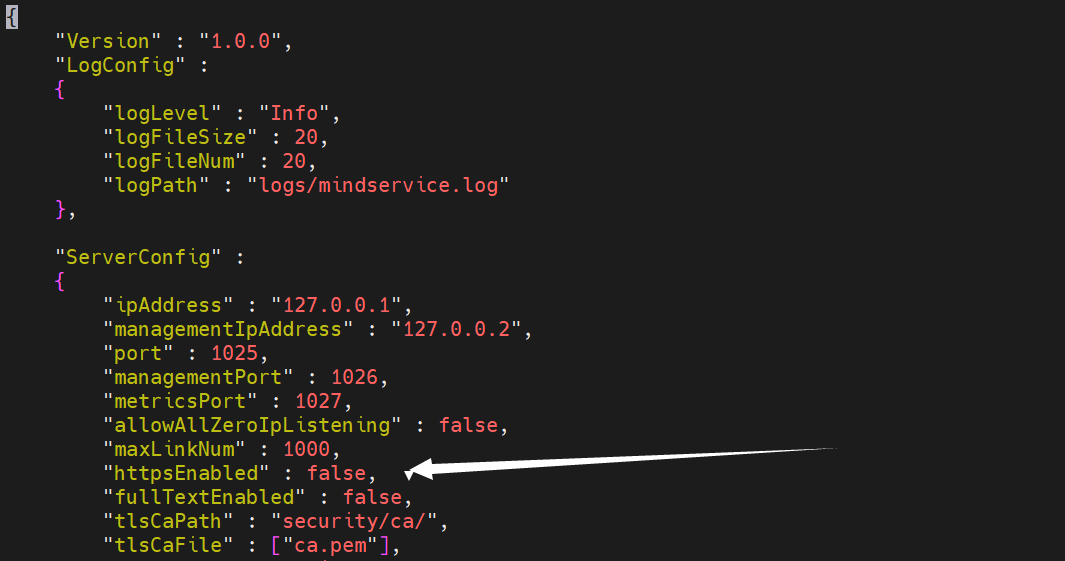 {
    "Version" : "1.0.0",
    "LogConfig" :
    {
        "logLevel" : "Info",
        "logFileSize" : 20,
        "logFileNum" : 20,
        "logPath" : "logs/mindservice.log"
    },

    "ServerConfig" :
    {
        "ipAddress" : "127.0.0.1",
        "managementIpAddress" : "127.0.0.2",
        "port" : 1025,
        "managementPort" : 1026,
        "metricsPort" : 1027,
        "allowAllZeroIpListening" : false,
        "maxLinkNum" : 1000,
        "httpsEnabled" : false,
        "fullTextEnabled" : false,
        "tlsCaPath" : "security/ca/",
        "tlsCaFile" : ["ca.pem"],